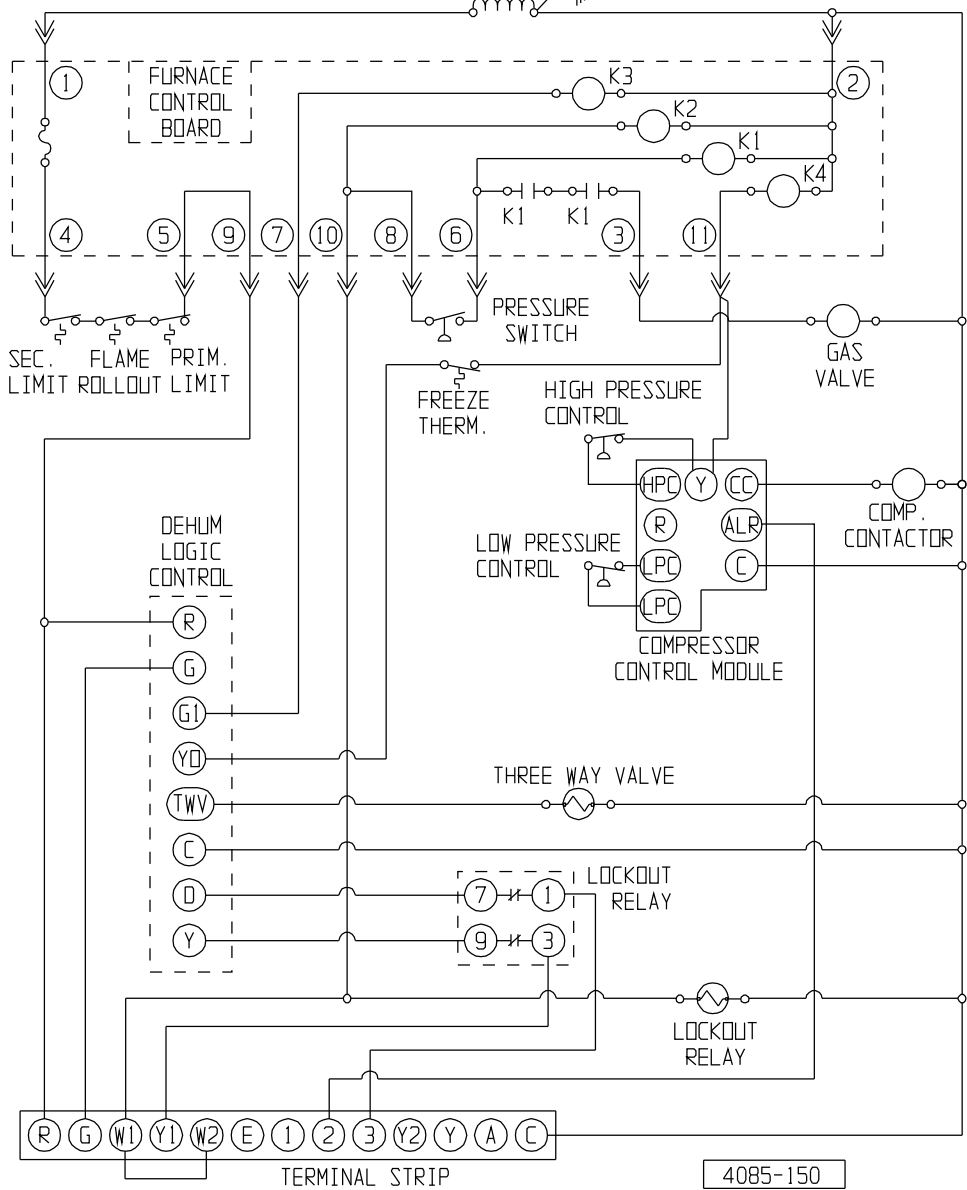 K3
1
FURNACE
CONTROL
BOARD
2
K2
K1
K4
K1
K1
4
5
9
7
10
8
6
3
11
PRESSURE
SWITCH
SEC.
LIMIT
FLAME
ROLLOUT
PRIM.
LIMIT
GAS
VALVE
FREEZE
THERM.
HIGH PRESSURE
CONTROL
HPC
Y
CC
COMP.
CONTACTOR
R
ALR
LOW PRESSURE
CONTROL
LPC
C
LPC
COMPRESSOR
CONTROL MODULE
DEHUM
LOGIC
CONTROL
R
G
G1
YO
TWV
THREE WAY VALVE
C
D
7
1
LOCKOUT
RELAY
Y
9
3
LOCKOUT
RELAY
R
G
W1
Y1
W2
E
1
2
3
Y2
Y
A
C
TERMINAL STRIP
4085-150